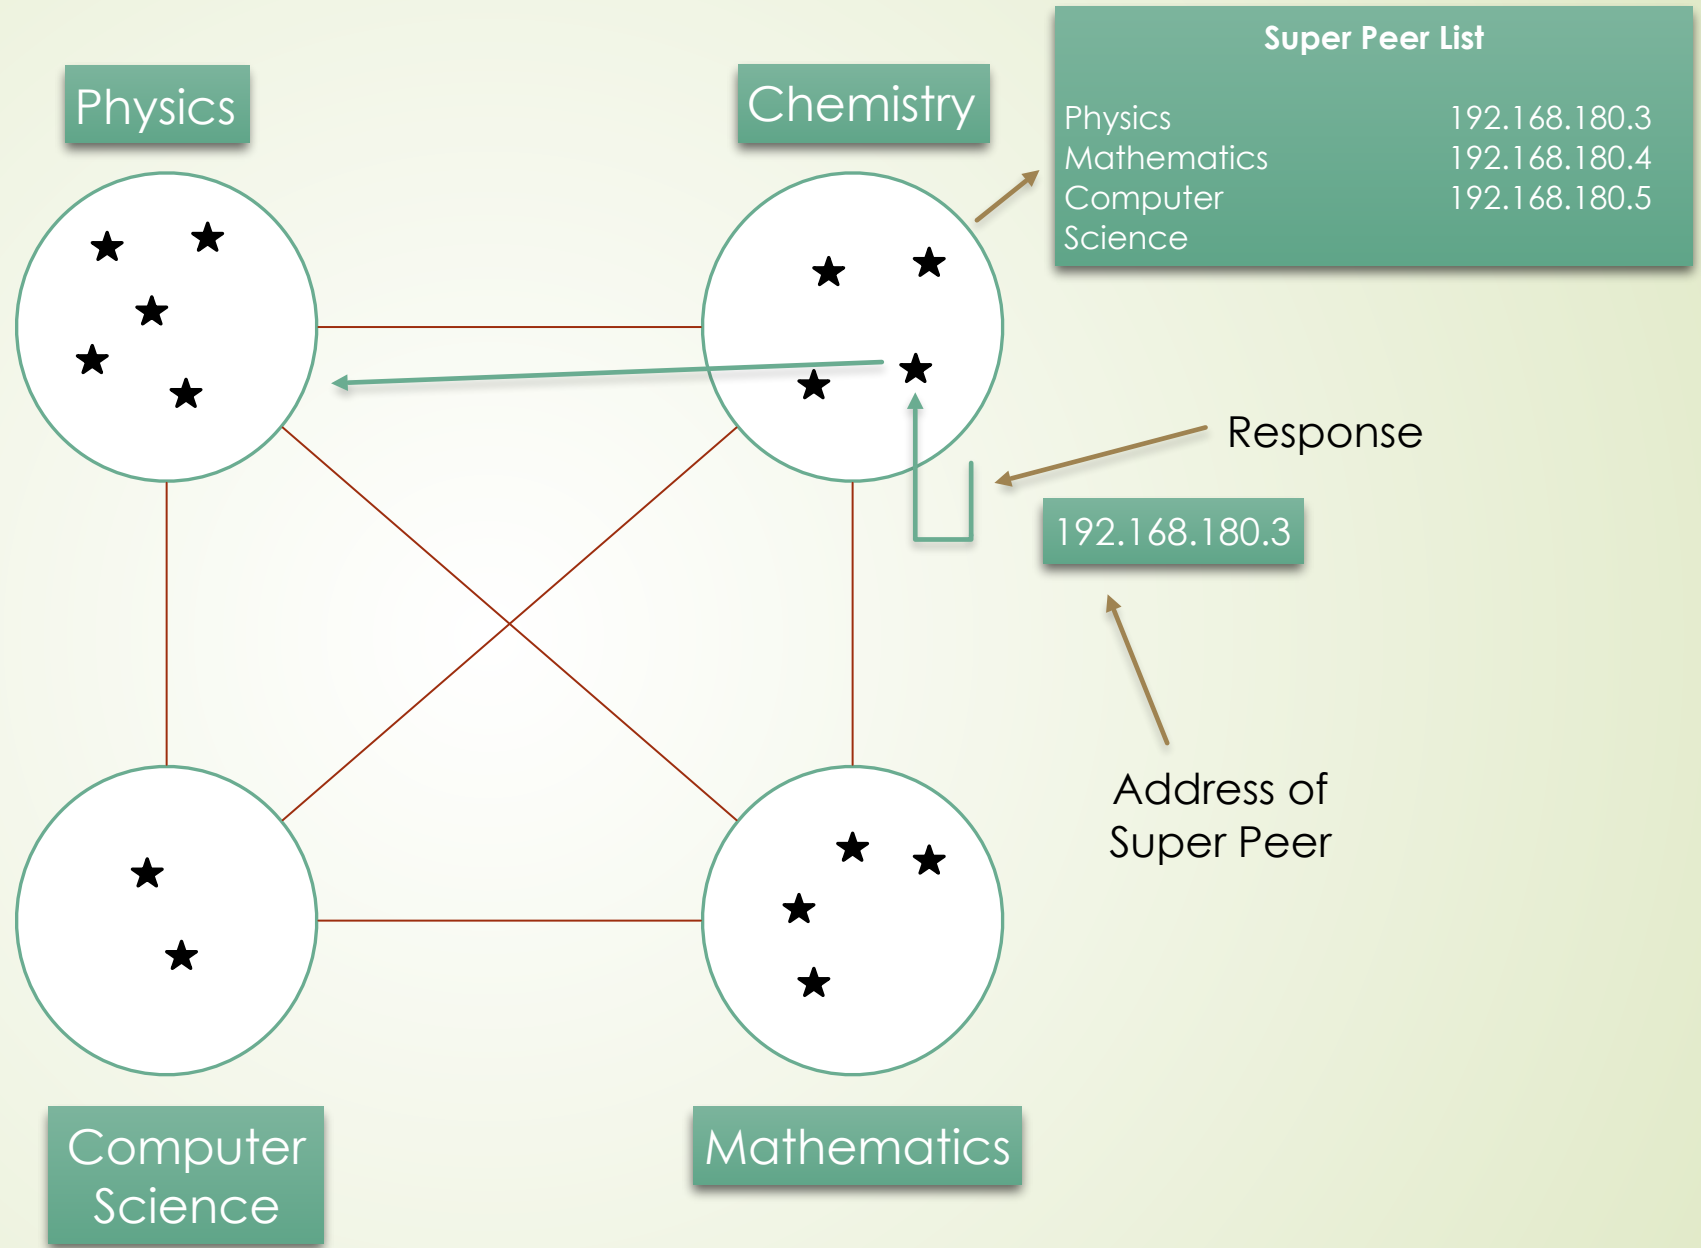 Super Peer List
Physics
Chemistry
Physics 192.168.180.3
Mathematics 192.168.180.4
Computer 192.168.180.5
Science
Response
192.168.180.3
Address of
Super Peer
Computer
Science
Mathematics